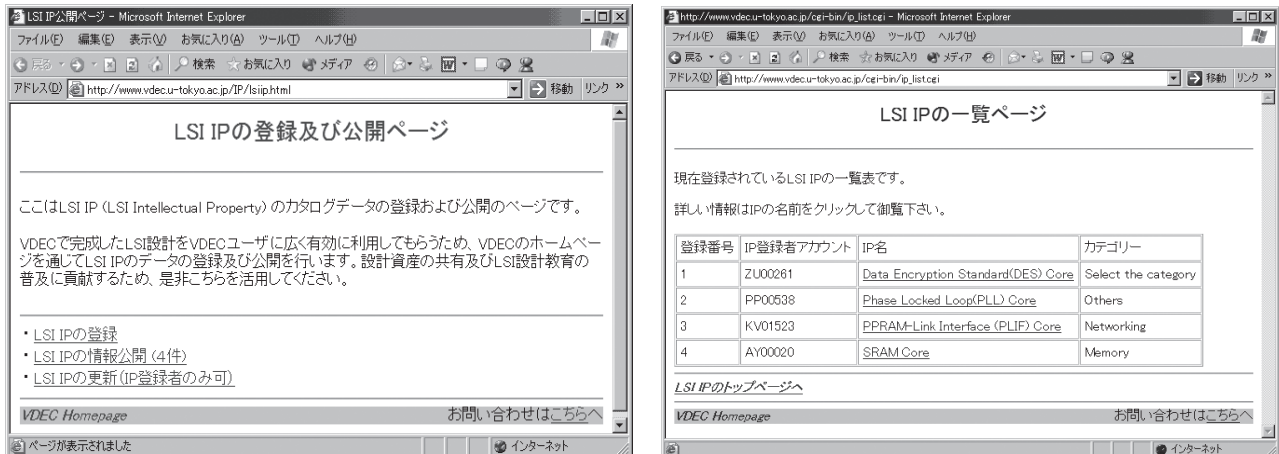 LSI IP公開ページ - Microsoft Internet Explorer
ファイル(F) 編集(E) 表示(V) お気に入り(A) ツール(T) ヘルプ(H)
戻る 検索 お気に入り メディア
アドレス(D) http://www.vdec.u-tokyo.ac.jp/IP/lsiip.html 移動 リンク »
LSI IPの登録及び公開ページ
ここはLSI IP (LSI Intellectual Property) のカタログデータの登録および公開のページです。
VDECで完成したLSI設計をVDECユーザに広く有効に利用してもらうため、VDECのホームペー
ジを通じてLSI IPのデータの登録及び公開を行います。設計資産の共有及びLSI設計教育の
普及に貢献するため、是非こちらを活用してください。
・LSI IPの登録
・LSI IPの情報公開 (4件)
・LSI IPの更新(IP登録者のみ可)
VDEC Homepage お問い合わせはこちらへ
ページが表示されました インターネット
http://www.vdec.u-tokyo.ac.jp/cgi-bin/ip_list.cgi - Microsoft Internet Explorer
ファイル(F) 編集(E) 表示(V) お気に入り(A) ツール(T) ヘルプ(H)
戻る 検索 お気に入り メディア
アドレス(D) http://www.vdec.u-tokyo.ac.jp/cgi-bin/ip_list.cgi 移動 リンク »
LSI IPの一覧ページ
現在登録されているLSI IPの一覧表です。
詳しい情報はIPの名前をクリックして御覧下さい。
登録番号 IP登録者アカウント IP名 カテゴリー
1 ZU00261 Data Encryption Standard(DES) Core Select the category
2 PP00538 Phase Locked Loop(PLL) Core Others
3 KV01523 PPRAM-Link Interface (PLIF) Core Networking
4 AY00020 SRAM Core Memory
LSI IPのトップページへ
VDEC Homepage お問い合わせはこちらへ
インターネット